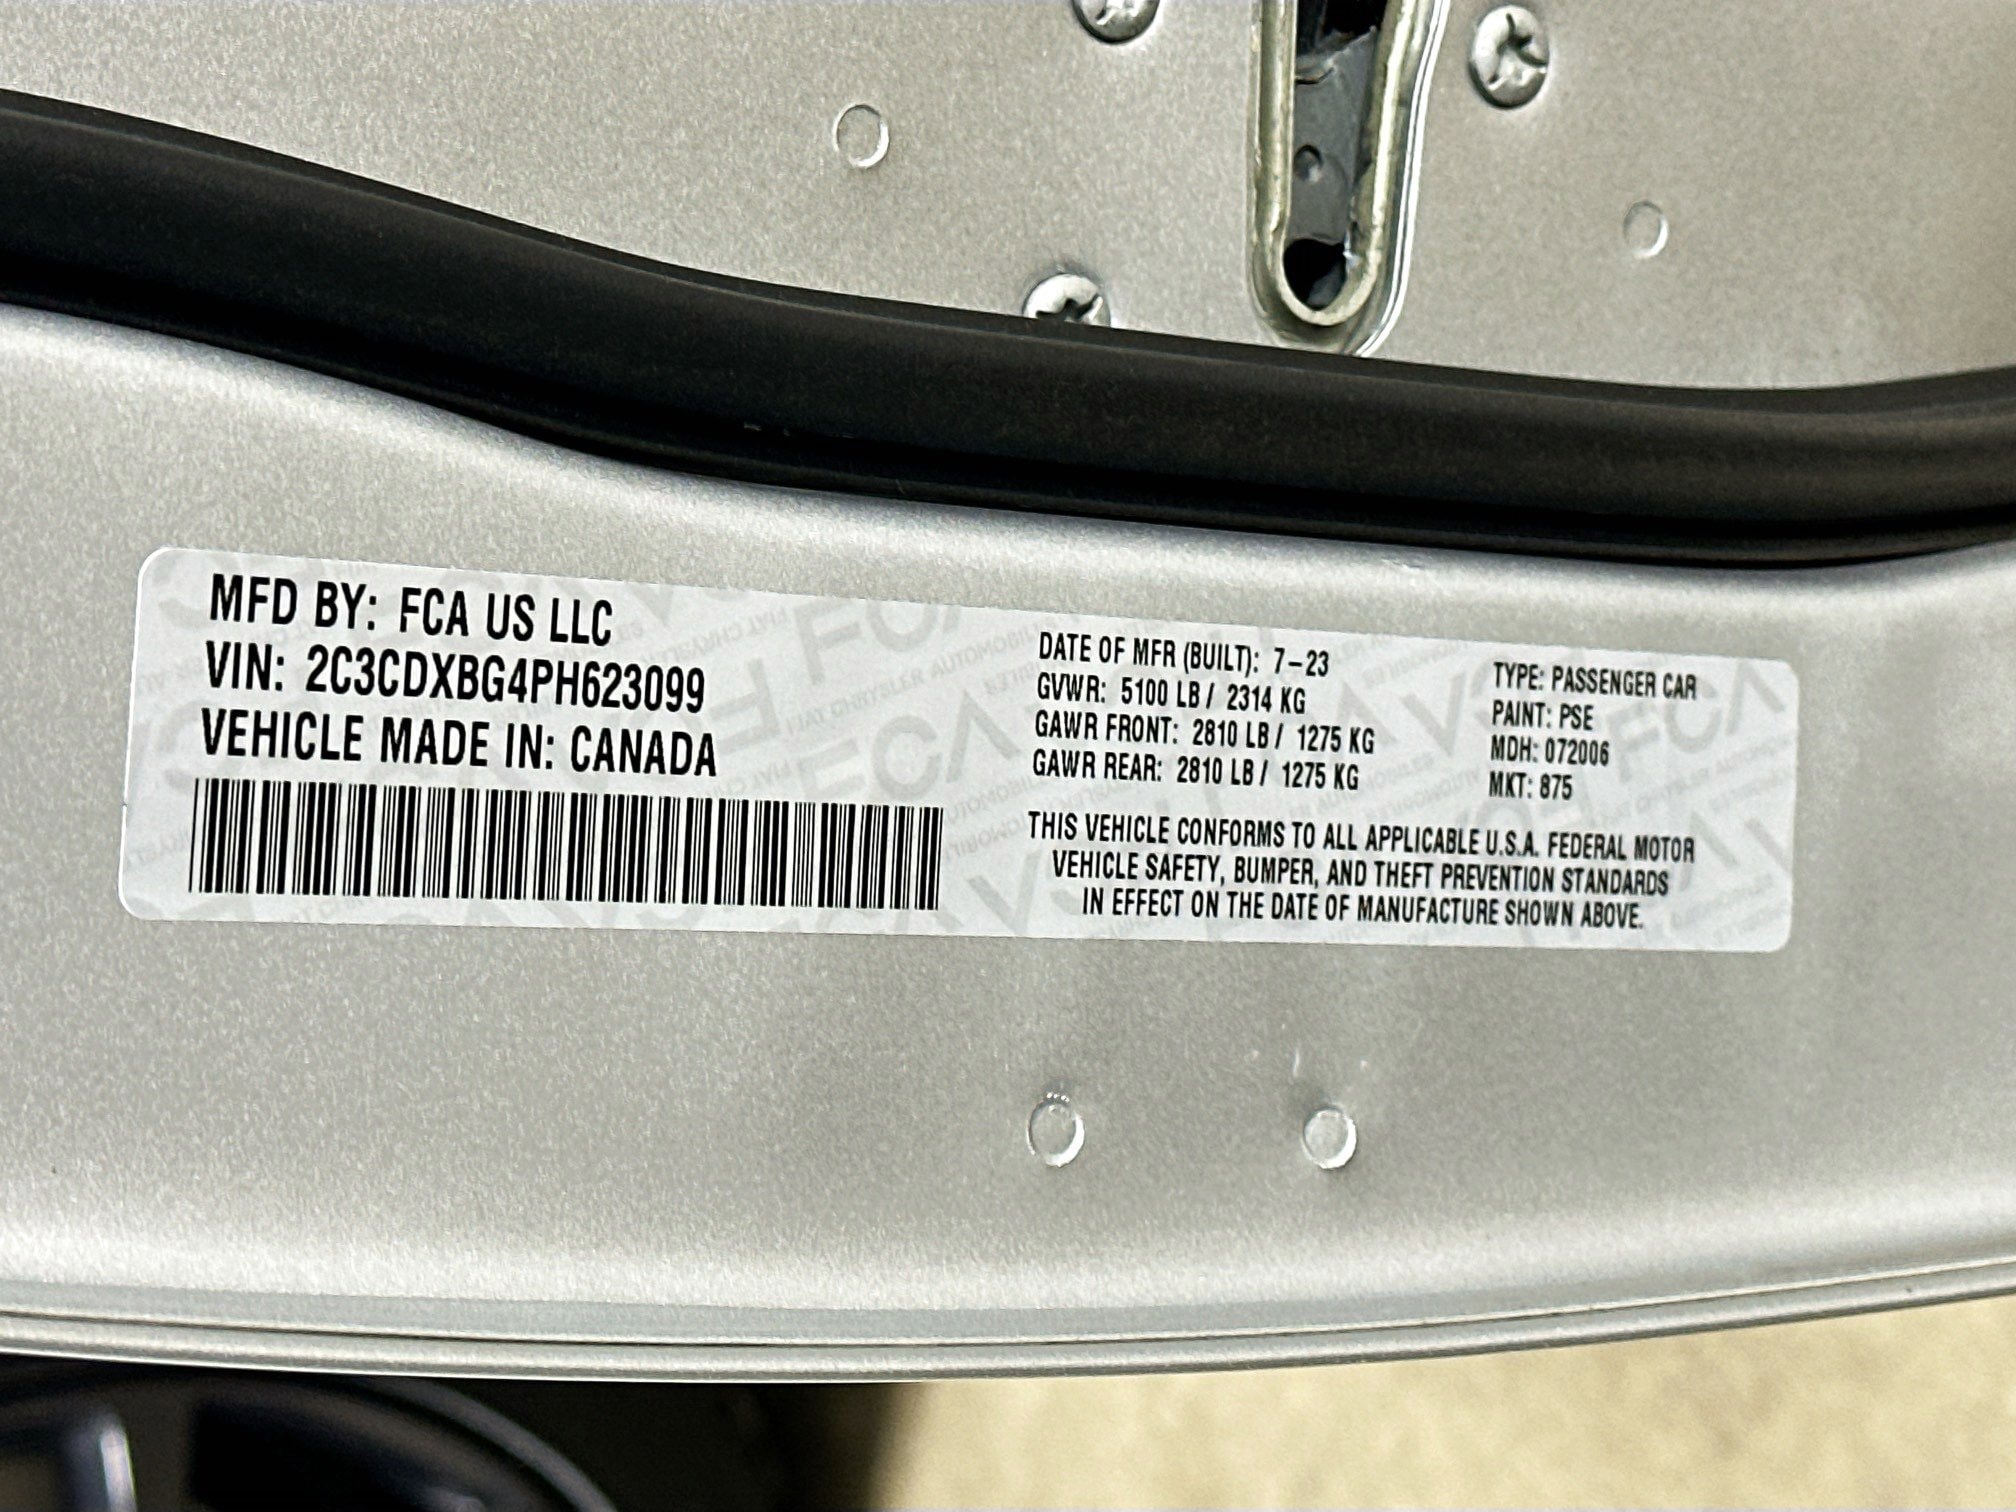 MFD BY: FCA US LLC
VIN: 2C3CDXBG4PH623099
VEHICLE MADE IN: CANADA
DATE OF MFR (BUILT): 7-23
GVWR: 5100 LB / 2314 KG
GAWR FRONT: 2810 LB / 1275 KG
GAWR REAR: 2810 LB / 1275 KG
TYPE: PASSENGER CAR
PAINT: PSE
MDH: 072006
MKT: 875
THIS VEHICLE CONFORMS TO ALL APPLICABLE U.S.A. FEDERAL MOTOR
VEHICLE SAFETY, BUMPER, AND THEFT PREVENTION STANDARDS
IN EFFECT ON THE DATE OF MANUFACTURE SHOWN ABOVE.